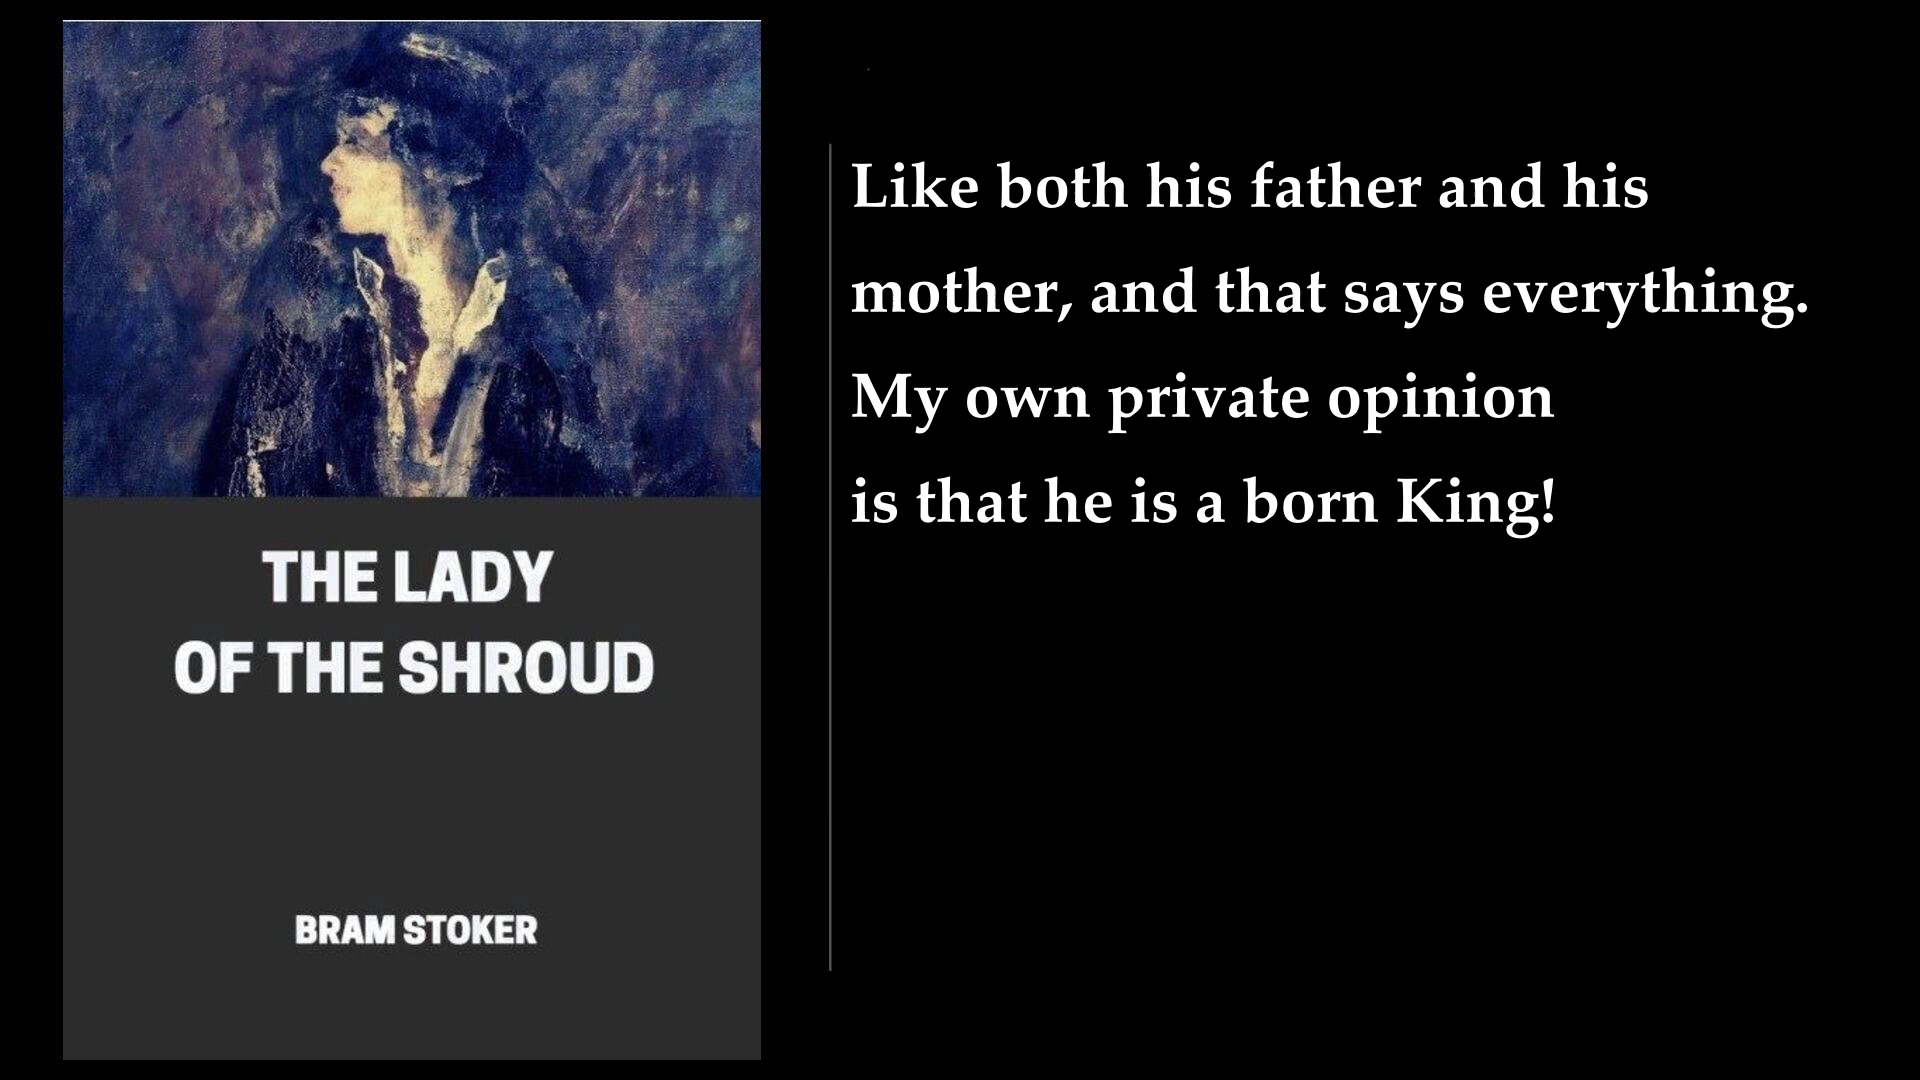 THE LADY
OF THE SHROUD
BRAM STOKER
Like both his father and his
mother, and that says everything.
My own private opinion
is that he is a born King!